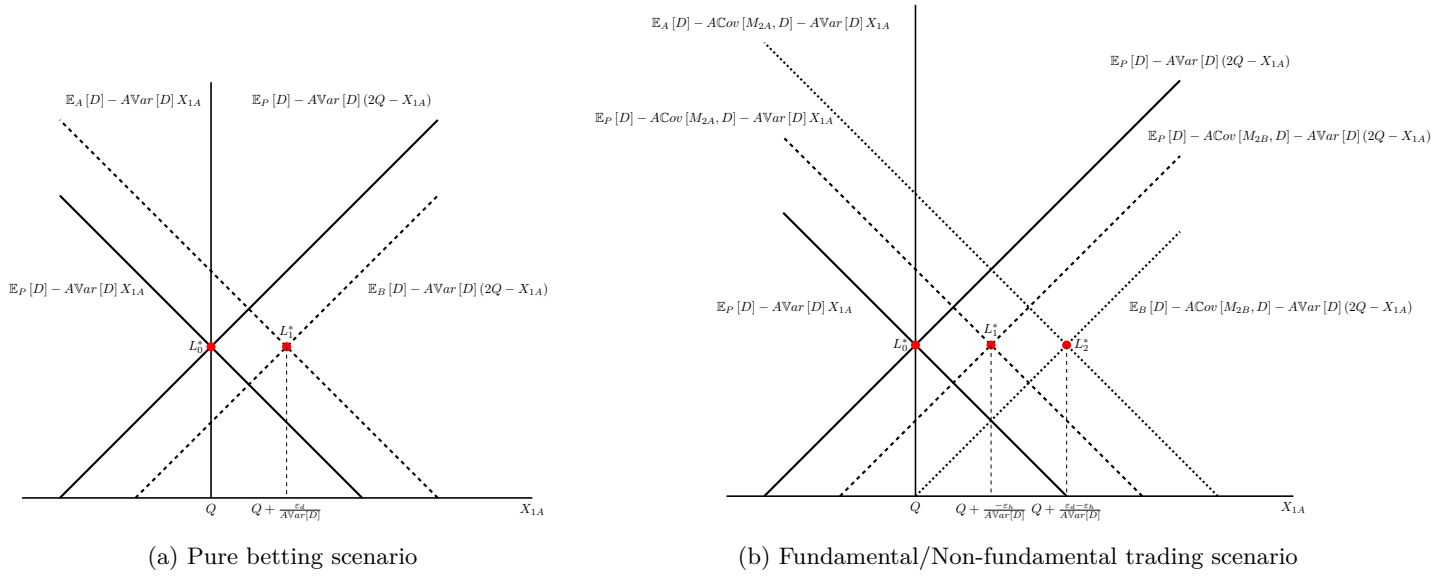 𝔼_A [D] − A𝕍ar [D] X_{1A}
𝔼_P [D] − A𝕍ar [D] (2Q − X_{1A})
𝔼_P [D] − A𝕍ar [D] X_{1A}
𝔼_B [D] − A𝕍ar [D] (2Q − X_{1A})
L_1^*
L_0^*
Q
Q + \frac{ε_d}{A𝕍ar[D]}
X_{1A}
(a) Pure betting scenario
𝔼_A [D] − Aℂov [M_{2A}, D] − A𝕍ar [D] X_{1A}
𝔼_P [D] − A𝕍ar [D] (2Q − X_{1A})
𝔼_P [D] − Aℂov [M_{2A}, D] − A𝕍ar [D] X_{1A}
𝔼_P [D] − Aℂov [M_{2B}, D] − A𝕍ar [D] (2Q − X_{1A})
𝔼_P [D] − A𝕍ar [D] X_{1A}
𝔼_B [D] − Aℂov [M_{2B}, D] − A𝕍ar [D] (2Q − X_{1A})
L_1^*
L_0^*
L_2^*
Q
Q + \frac{−ε_h}{A𝕍ar[D]}
Q + \frac{ε_d−ε_h}{A𝕍ar[D]}
X_{1A}
(b) Fundamental/Non-fundamental trading scenario